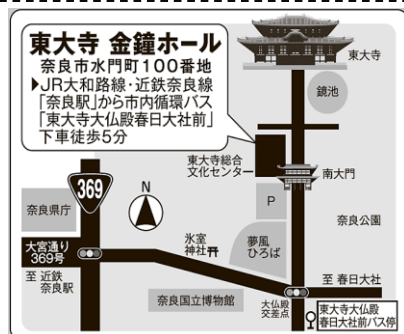 東大寺 金鐘ホール
奈良市水門町100番地
▶JR大和路線・近鉄奈良線
「奈良駅」から市内循環バス
「東大寺大仏殿春日大社前」
下車徒歩5分
東大寺
鏡池
東大寺総合
文化センター
南大門
369
N
P
奈良県庁
奈良公園
大宮通り
369号
氷室
神社
夢風
ひろば
至 近鉄
奈良駅
至 春日大社
奈良国立博物館
大仏殿
交差点
東大寺大仏殿
春日大社前バス停